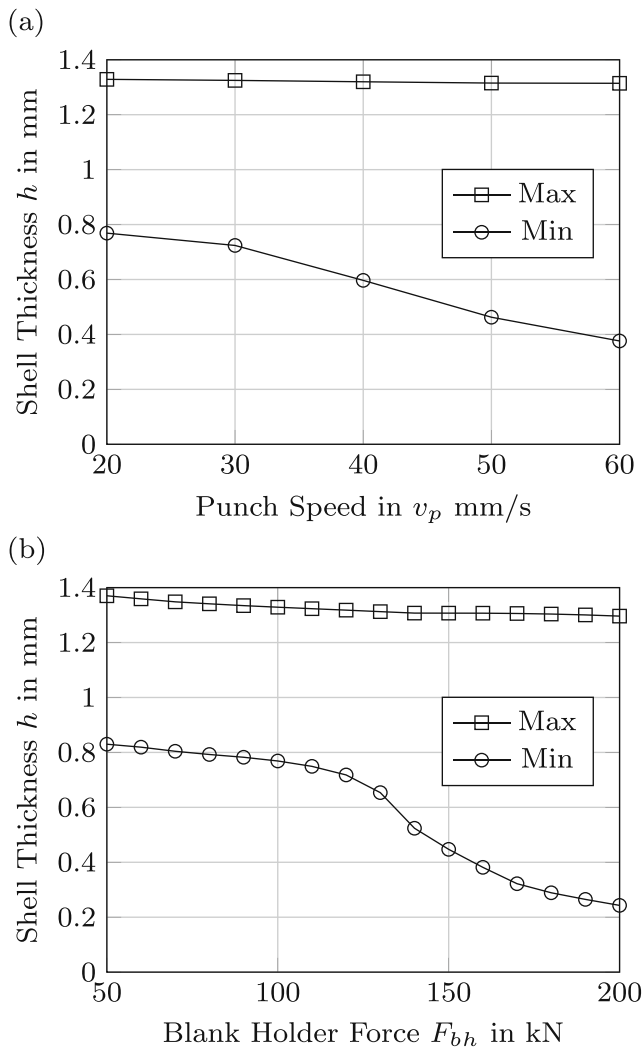 (a)
1.4
1.2
1
0.8
0.6
0.4
0.2
0
Shell Thickness h in mm
Max
Min
20 30 40 50 60
Punch Speed in v_p mm/s
(b)
1.4
1.2
1
0.8
0.6
0.4
0.2
0
Shell Thickness h in mm
Max
Min
50 100 150 200
Blank Holder Force F_{bh} in kN